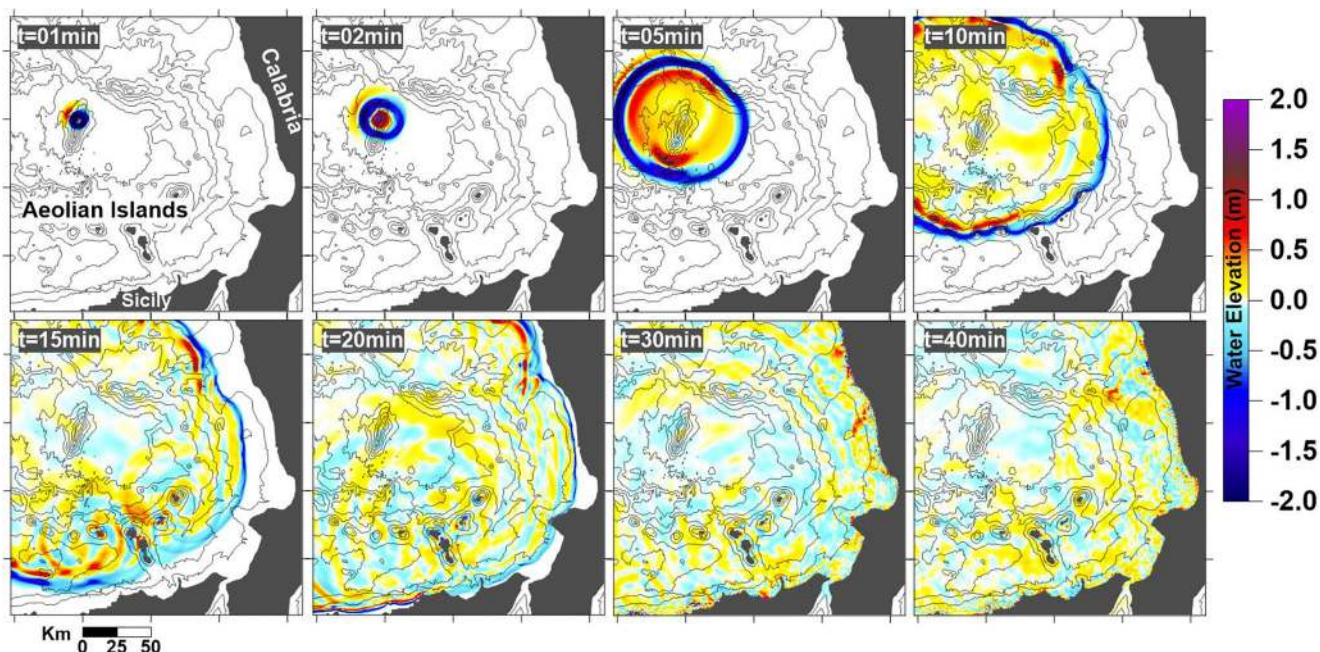 t=01min
t=02min
t=05min
t=10min
Calabria
Aeolian Islands
Sicily
t=15min
t=20min
t=30min
t=40min
2.0
1.5
1.0
0.5
0.0
-0.5
-1.0
-1.5
-2.0
Water Elevation (m)
Km
0 25 50